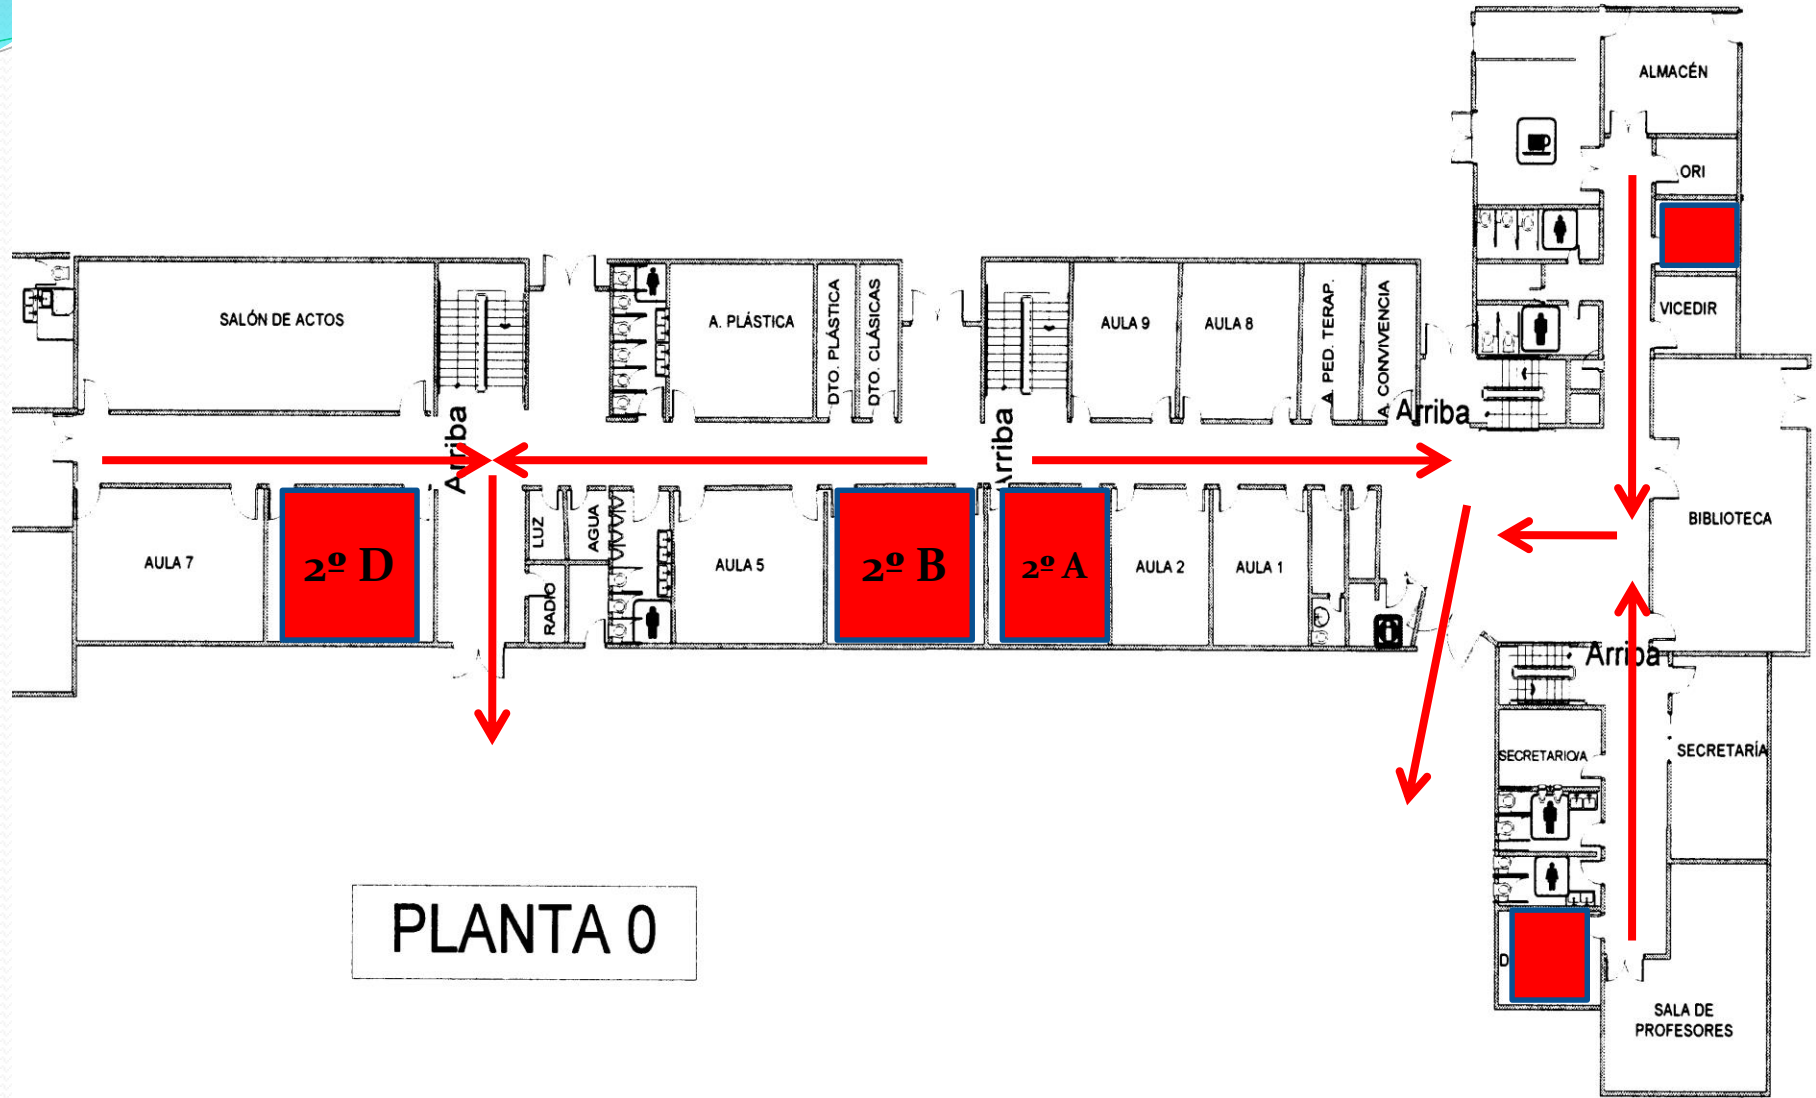 ALMACÉN
ORI
VICEDIR
SALÓN DE ACTOS
A. PLÁSTICA
DTO. PLÁSTICA
DTO. CLÁSICAS
AULA 9
AULA 8
A. PED. TERAP.
A. CONVIVENCIA
Arriba
Arriba
Arriba
BIBLIOTECA
AULA 7
2º D
LUZ
AGUA
RADIO
AULA 5
2º B
2º A
AULA 2
AULA 1
Arriba
SECRETARIO/A
SECRETARÍA
PLANTA 0
D
SALA DE
PROFESORES